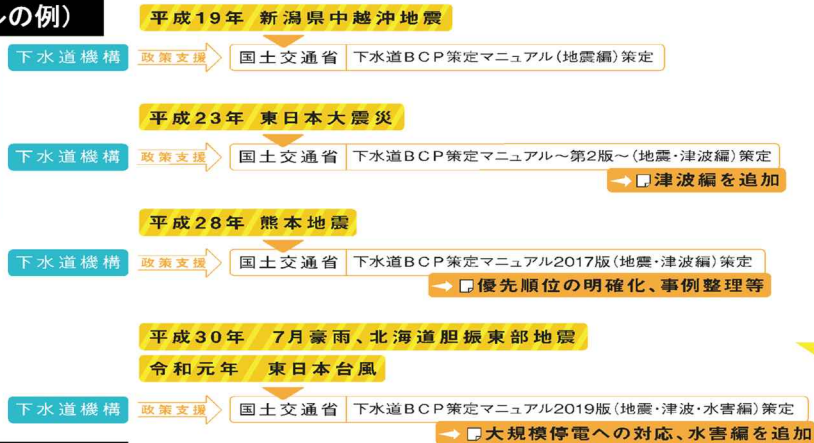 ルの例）
平成19年 新潟県中越沖地震
下水道機構 政策支援 国土交通省 下水道BCP策定マニュアル(地震編)策定
平成23年 東日本大震災
下水道機構 政策支援 国土交通省 下水道BCP策定マニュアル～第2版～(地震・津波編)策定
津波編を追加
平成28年 熊本地震
下水道機構 政策支援 国土交通省 下水道BCP策定マニュアル2017版(地震・津波編)策定
優先順位の明確化、事例整理等
平成30年 7月豪雨、北海道胆振東部地震
令和元年 東日本台風
下水道機構 政策支援 国土交通省 下水道BCP策定マニュアル2019版(地震・津波・水害編)策定
大規模停電への対応、水害編を追加